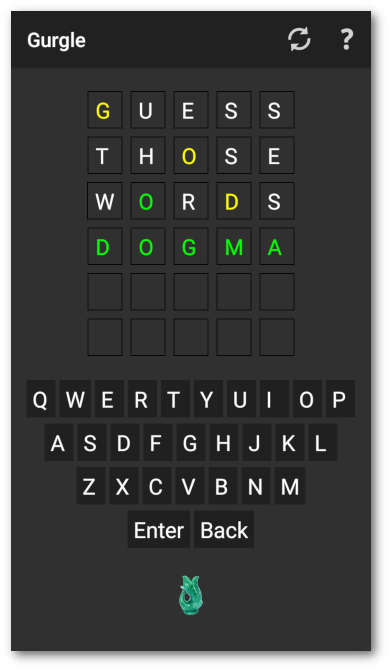 Gurgle ?
G U E S S
T H O S E
W O R D S
D O G M A
Q W E R T Y U I O P
A S D F G H J K L
Z X C V B N M
Enter Back